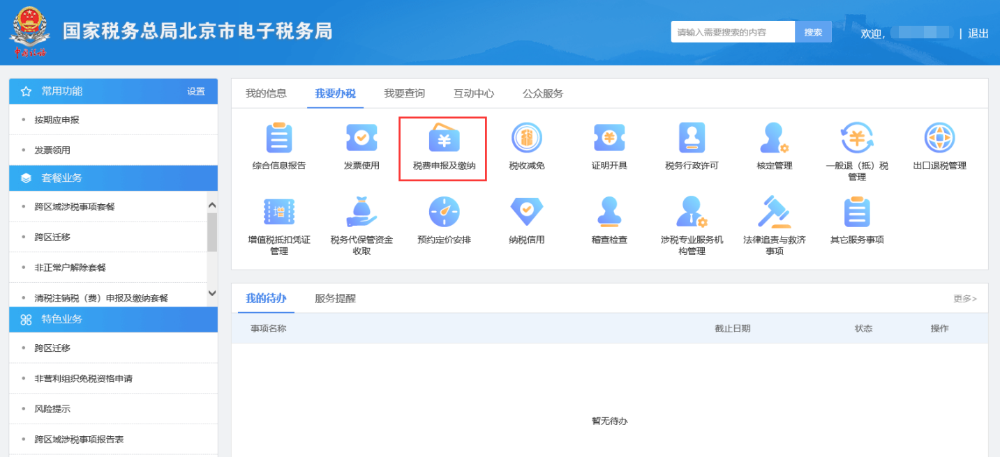 国家税务总局北京市电子税务局
中国税务
请输入需要搜索的内容
搜索
欢迎,
| 退出
常用功能
设置
按期应申报
发票领用
套餐业务
跨区域涉税事项套餐
跨区迁移
非正常户解除套餐
清税注销税（费）申报及缴纳套餐
特色业务
跨区迁移
非营利组织免税资格申请
风险提示
跨区域涉税事项报告表
我的信息
我要办税
我要查询
互动中心
公众服务
综合信息报告
发票使用
税费申报及缴纳
税收减免
证明开具
税务行政许可
核定管理
一般退（抵）税
管理
出口退税管理
增
增值税抵扣凭证
管理
税务代保管资金
收取
预约定价安排
纳税信用
稽查检查
涉税专业服务机
构管理
法律追责与救济
事项
其它服务事项
我的待办
服务提醒
更多>
事项名称
截止日期
状态
操作
暂无待办